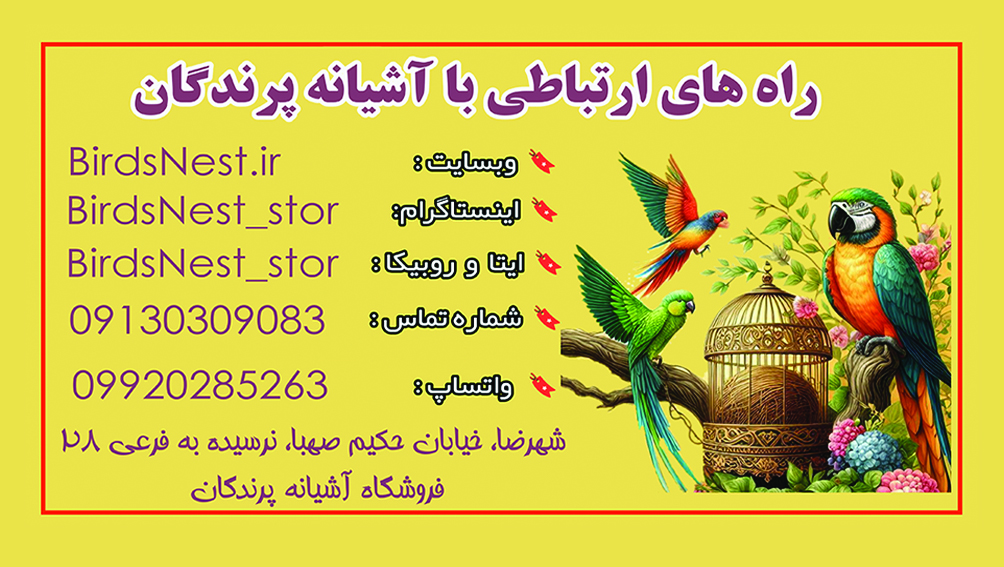 راه های ارتباطی با آشیانه پرندگان
وبسایت : BirdsNest.ir
اینستاگرام: BirdsNest_stor
ایتا و روبیکا : BirdsNest_stor
شماره تماس : 09130309083
واتساپ : 09920285263
شهرضا، خیابان حکیم صهبا، نرسیده به فرعی ۲۸
فروشگاه آشیانه پرندگان